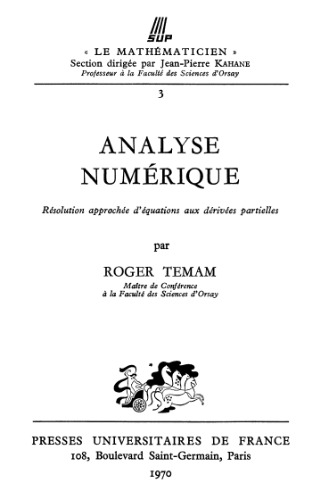 SUP
« LE MATHÉMATICIEN »
Section dirigée par Jean-Pierre KAHANE
Professeur à la Faculté des Sciences d'Orsay
3
ANALYSE
NUMÉRIQUE
Résolution approchée d'équations aux dérivées partielles
par
ROGER TEMAM
Maître de Conférence
à la Faculté des Sciences d'Orsay
PRESSES UNIVERSITAIRES DE FRANCE
108, Boulevard Saint-Germain, Paris
1970